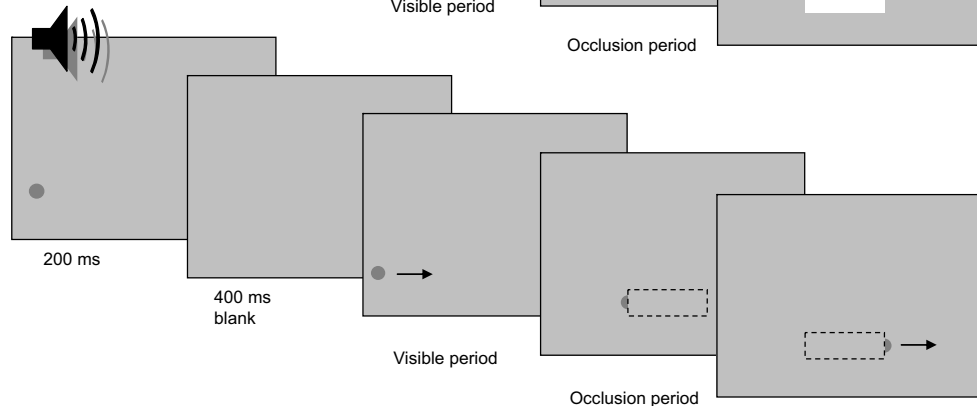 Visible period
Occlusion period
200 ms
400 ms
blank
Visible period
Occlusion period